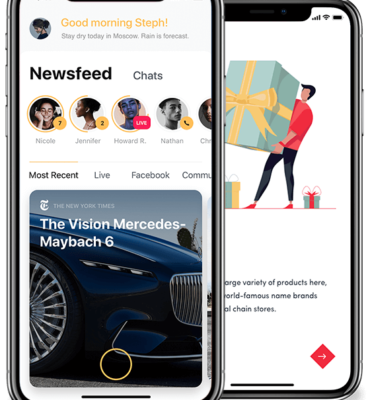 Good morning Steph!
Stay dry today in Moscow. Rain is forecast.
Newsfeed Chats
7
2
LIVE
Nicole Jennifer Howard R. Nathan Chr
Most Recent Live Facebook Commu
THE NEW YORK TIMES
The Vision Mercedes-
Maybach 6
arge variety of products here,
orld-famous name brands
al chain stores.